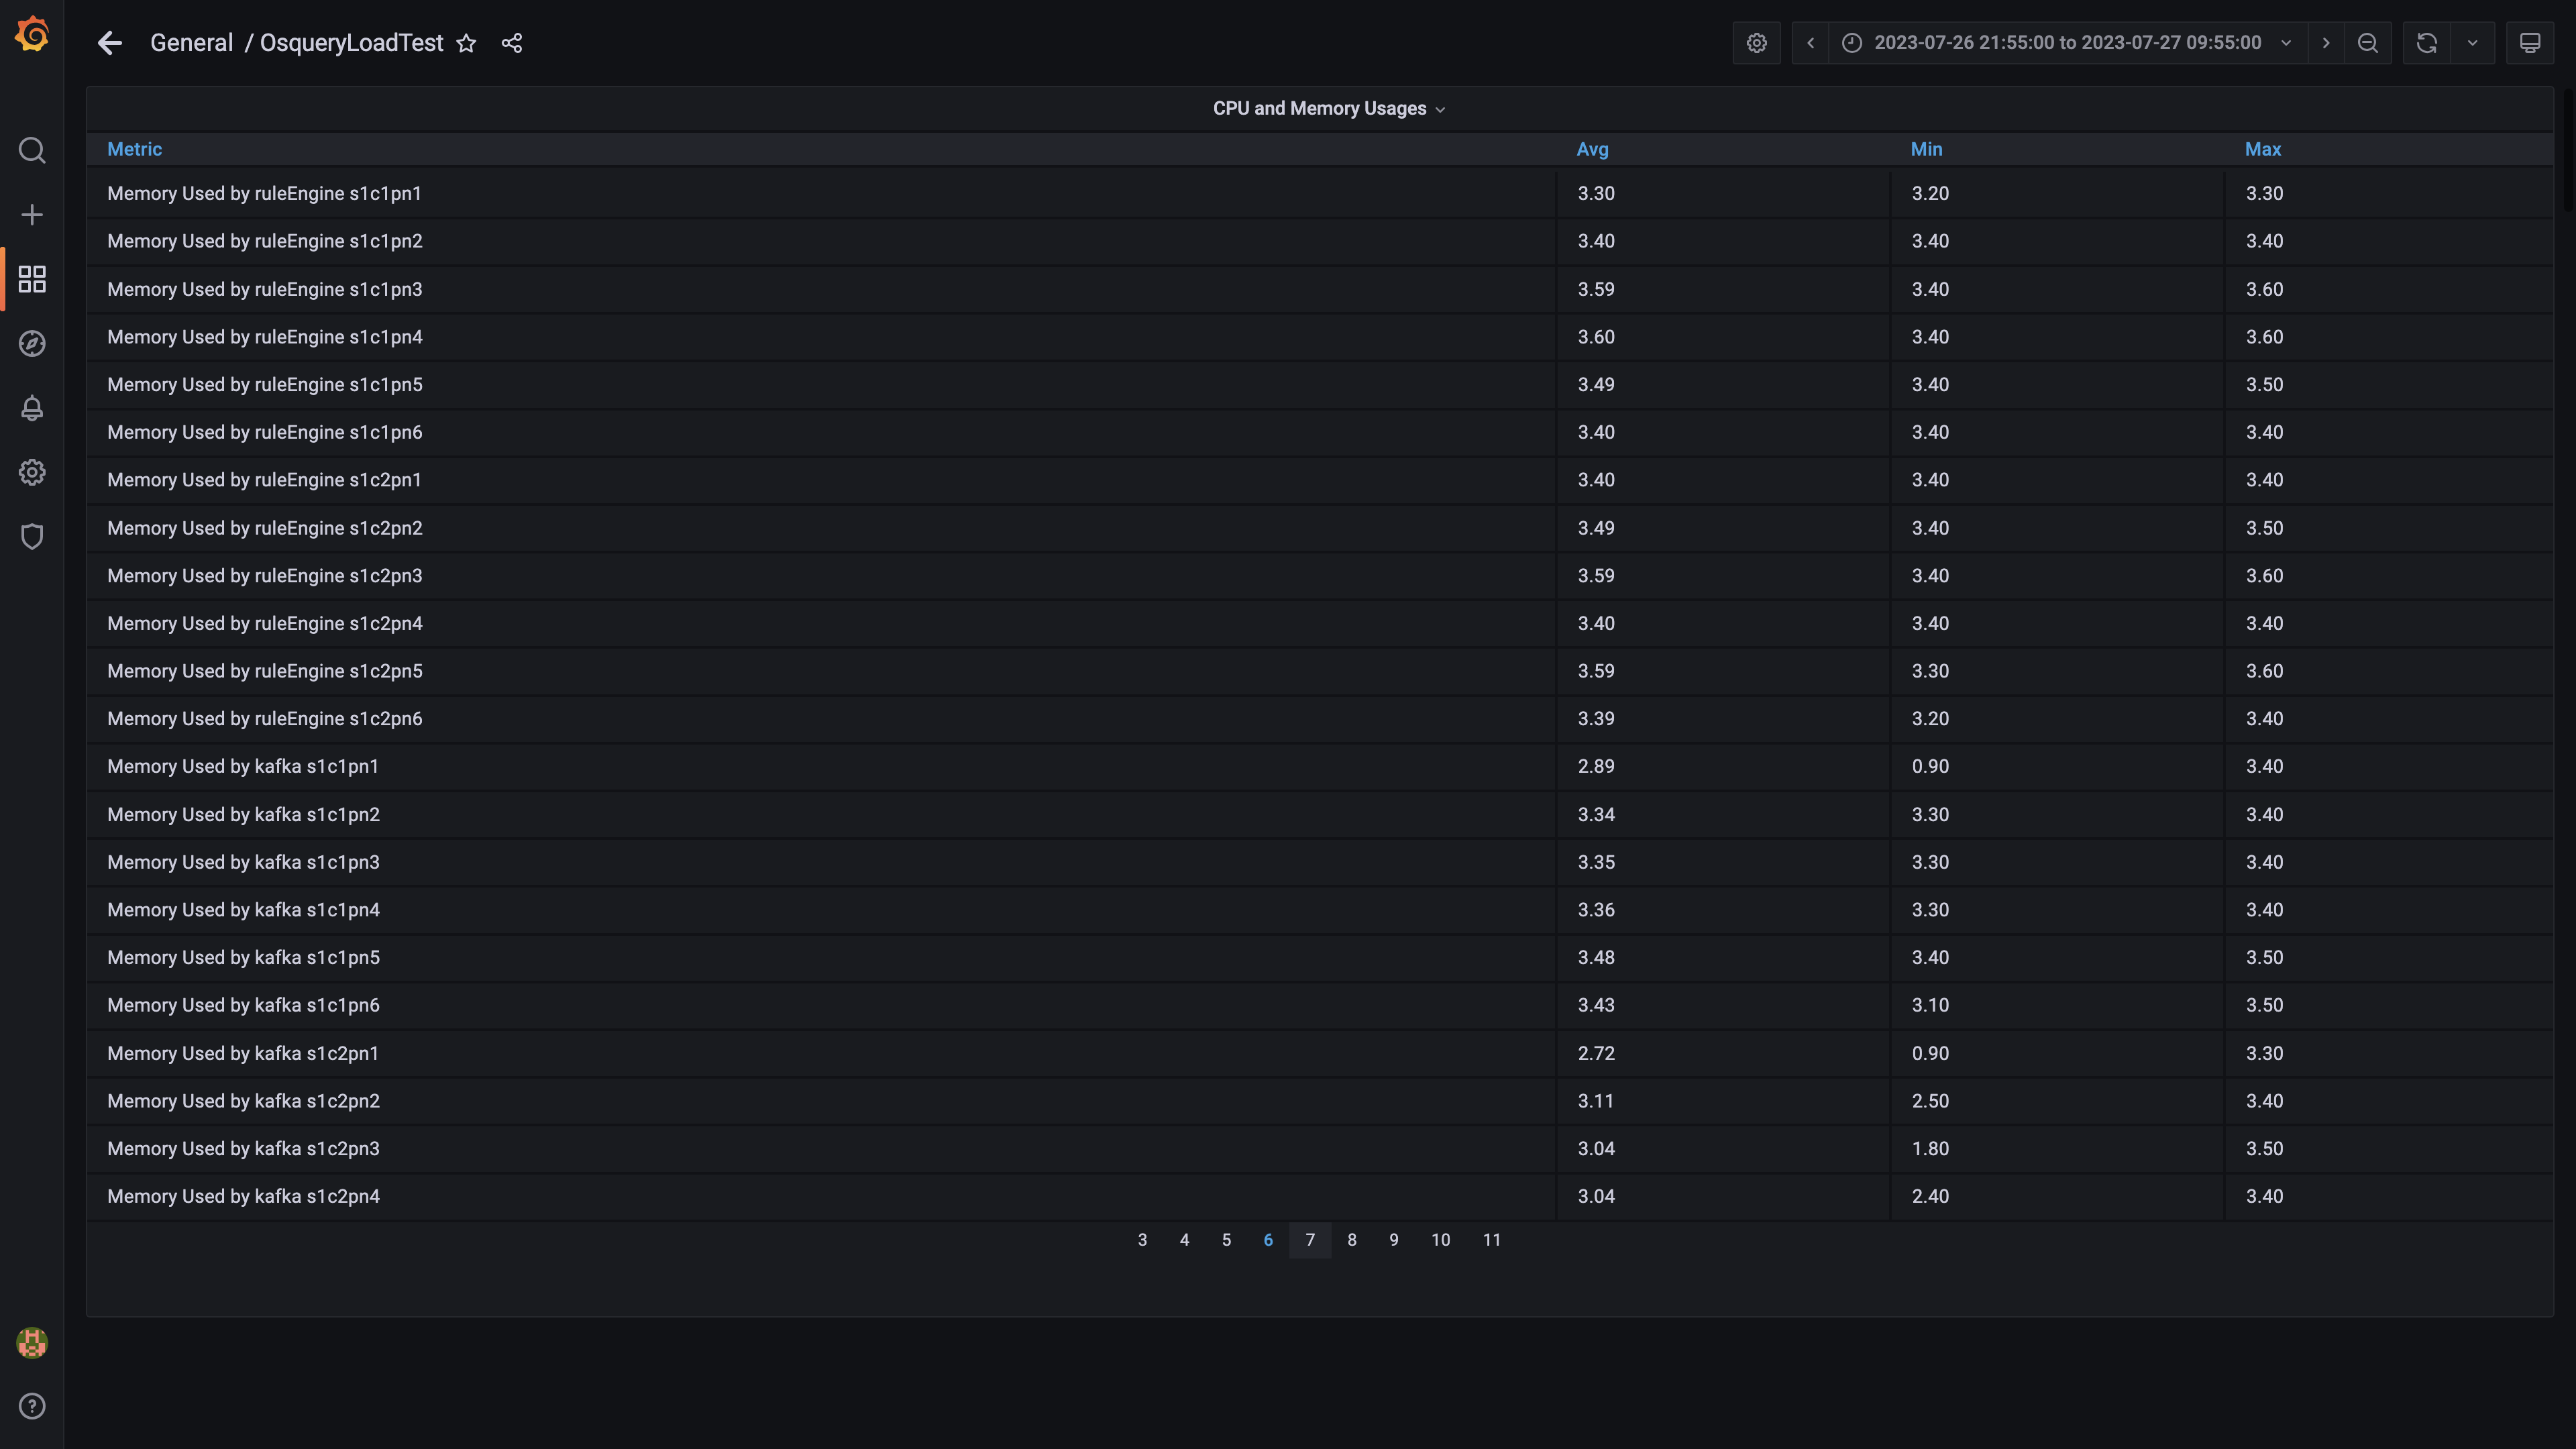 General / OsqueryLoadTest
2023-07-26 21:55:00 to 2023-07-27 09:55:00
CPU and Memory Usages
Metric Avg Min Max
Memory Used by ruleEngine s1c1pn1 3.30 3.20 3.30
Memory Used by ruleEngine s1c1pn2 3.40 3.40 3.40
Memory Used by ruleEngine s1c1pn3 3.59 3.40 3.60
Memory Used by ruleEngine s1c1pn4 3.60 3.40 3.60
Memory Used by ruleEngine s1c1pn5 3.49 3.40 3.50
Memory Used by ruleEngine s1c1pn6 3.40 3.40 3.40
Memory Used by ruleEngine s1c2pn1 3.40 3.40 3.40
Memory Used by ruleEngine s1c2pn2 3.49 3.40 3.50
Memory Used by ruleEngine s1c2pn3 3.59 3.40 3.60
Memory Used by ruleEngine s1c2pn4 3.40 3.40 3.40
Memory Used by ruleEngine s1c2pn5 3.59 3.30 3.60
Memory Used by ruleEngine s1c2pn6 3.39 3.20 3.40
Memory Used by kafka s1c1pn1 2.89 0.90 3.40
Memory Used by kafka s1c1pn2 3.34 3.30 3.40
Memory Used by kafka s1c1pn3 3.35 3.30 3.40
Memory Used by kafka s1c1pn4 3.36 3.30 3.40
Memory Used by kafka s1c1pn5 3.48 3.40 3.50
Memory Used by kafka s1c1pn6 3.43 3.10 3.50
Memory Used by kafka s1c2pn1 2.72 0.90 3.30
Memory Used by kafka s1c2pn2 3.11 2.50 3.40
Memory Used by kafka s1c2pn3 3.04 1.80 3.50
Memory Used by kafka s1c2pn4 3.04 2.40 3.40
3 4 5 6 7 8 9 10 11